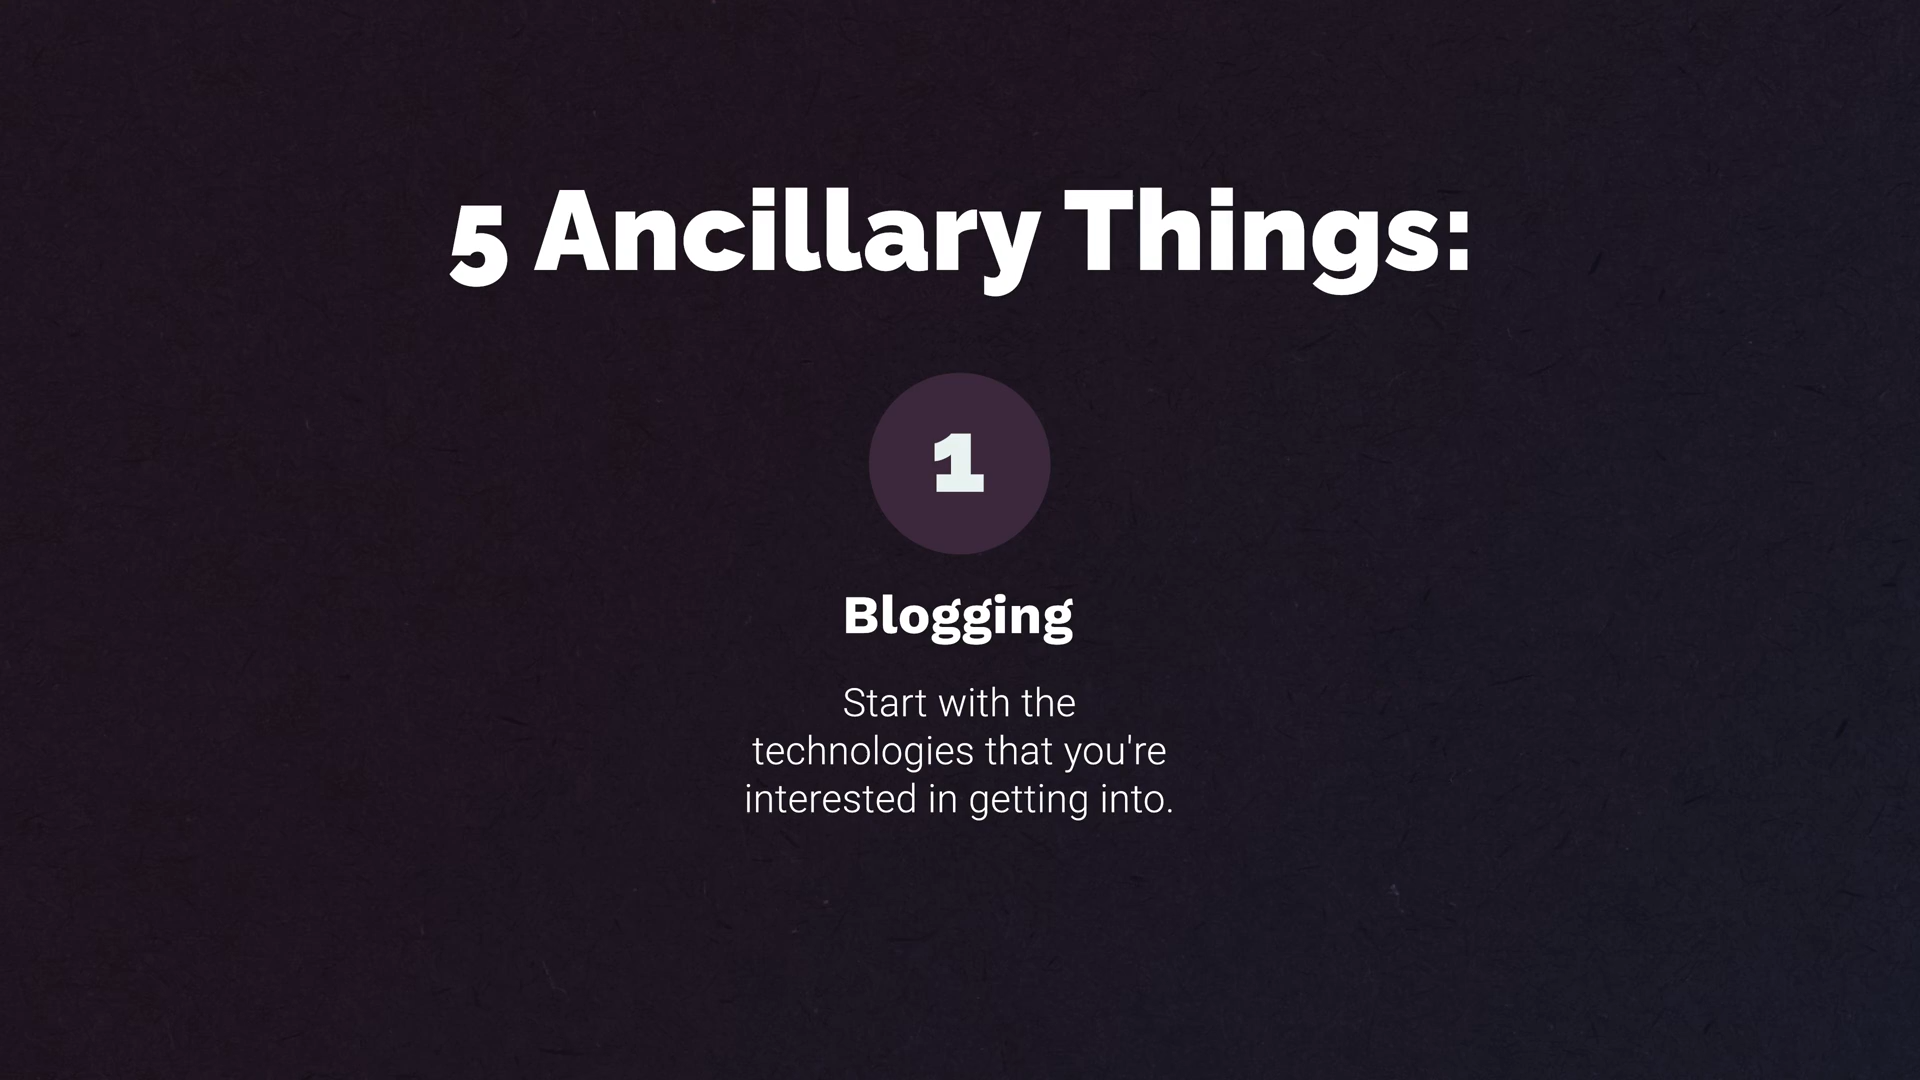 5 Ancillary Things:
1
Blogging
Start with the
technologies that you're
interested in getting into.